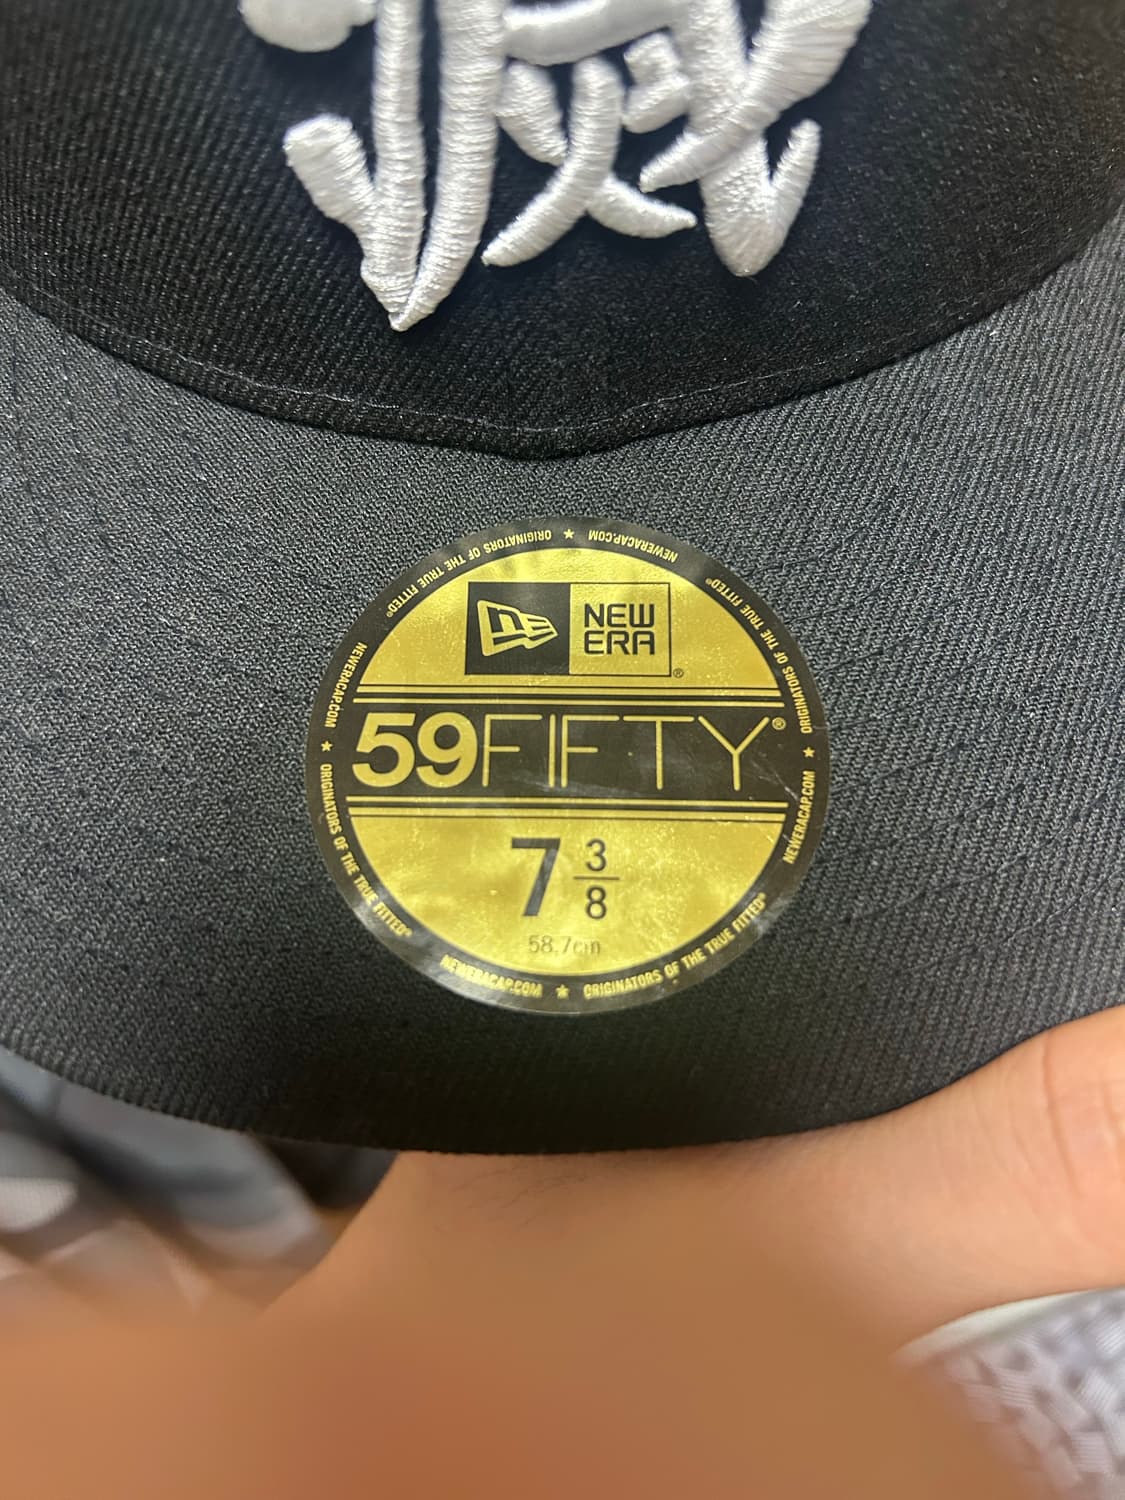 NEW
ERA®
59FIFTY®
7 3/8
58.7cm
NEWERACAP.COM ★ ORIGINATORS OF THE TRUE FITTED®
NEWERACAP.COM ★ ORIGINATORS OF THE TRUE FITTED®
NEWERACAP.COM ★ ORIGINATORS OF THE TRUE FITTED®
NEWERACAP.COM ★ ORIGINATORS OF THE TRUE FITTED®